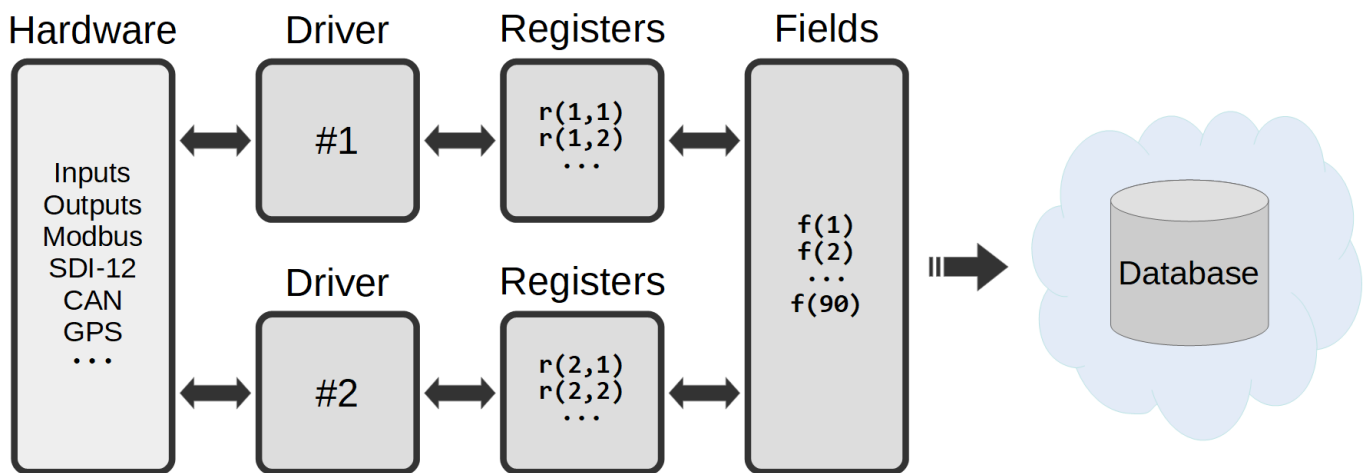 Hardware
Inputs
Outputs
Modbus
SDI-12
CAN
GPS
...
Driver
#1
Registers
r(1,1)
r(1,2)
...
Driver
#2
Registers
r(2,1)
r(2,2)
...
Fields
f(1)
f(2)
...
f(90)
Database